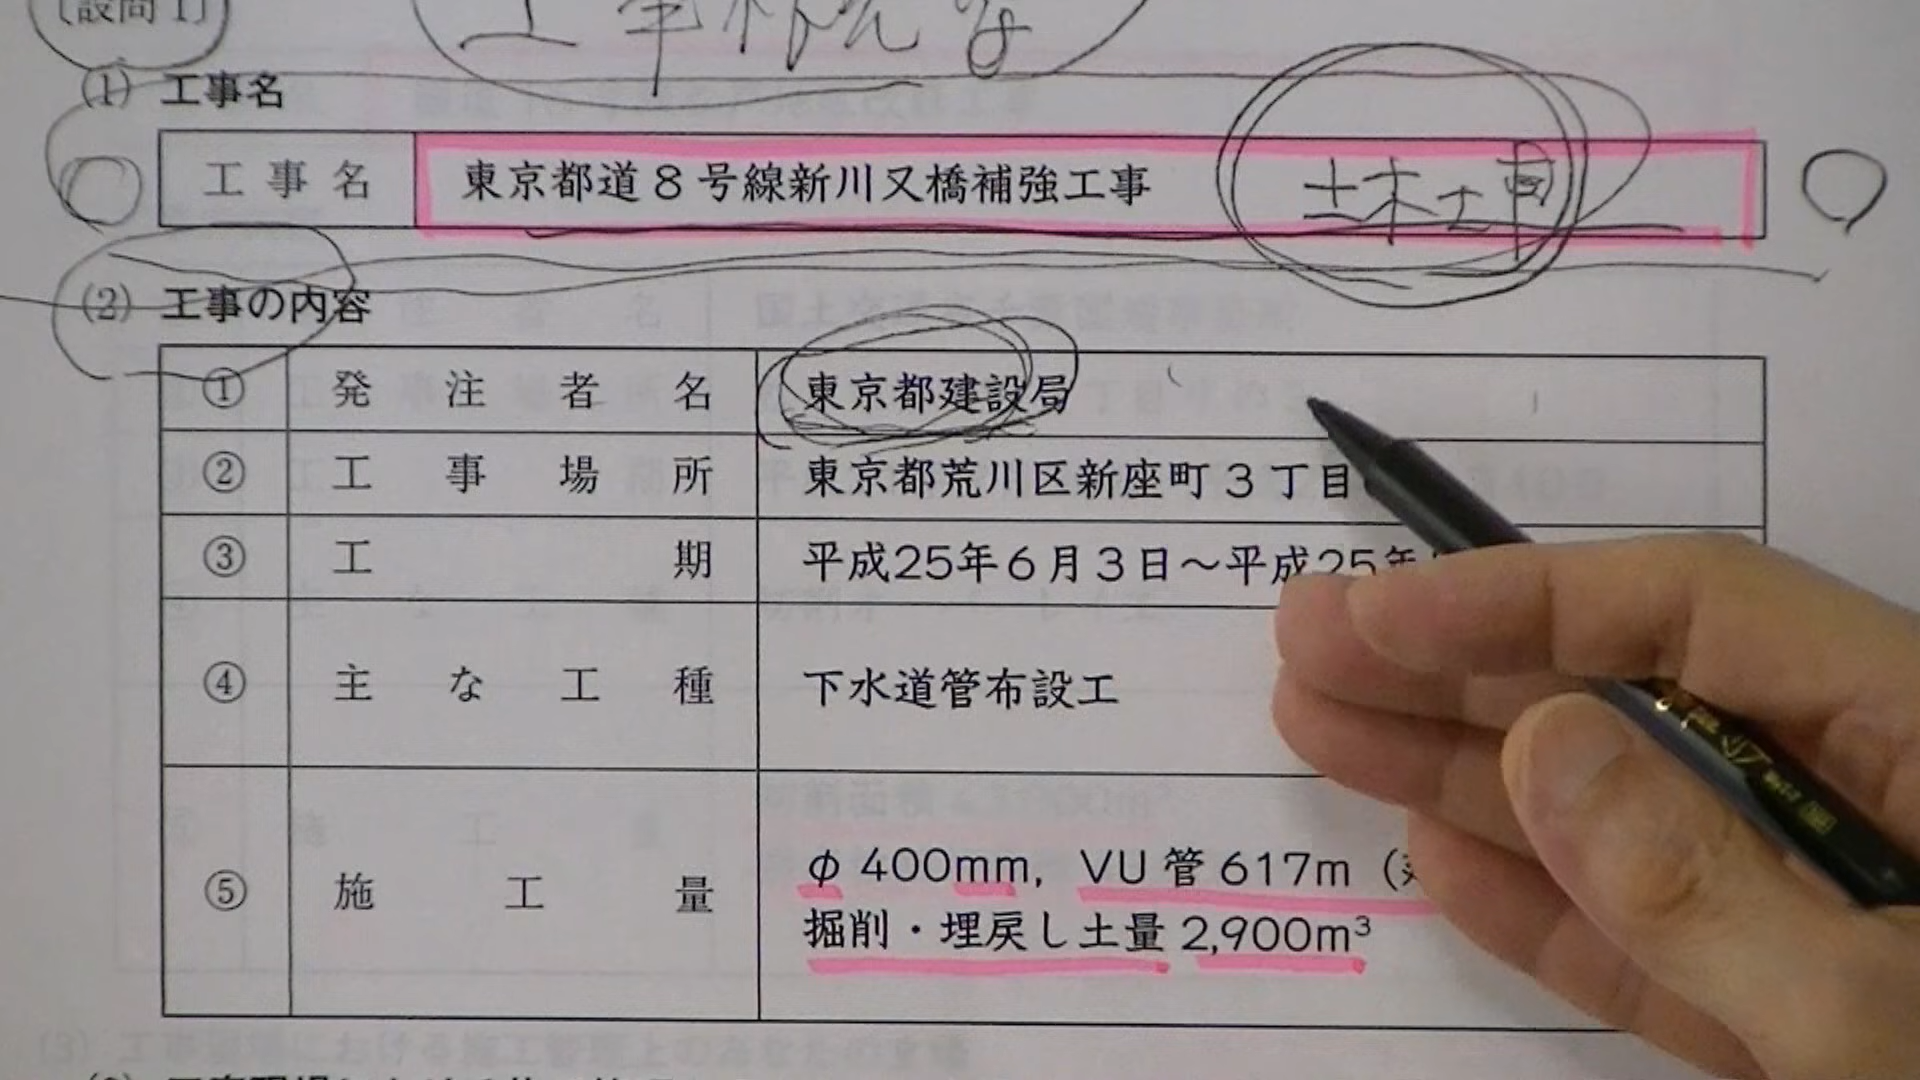 〔設問1〕 工事概要
(1) 工事名
工事名 東京都道8号線新川又橋補強工事 土木工事
(2) 工事の内容
① 発注者名 東京都建設局
② 工事場所 東京都荒川区新座町3丁目
③ 工期 平成25年6月3日～平成25年
④ 主な工種 下水道管布設工
⑤ 施工量 φ400mm, VU管617m（
掘削・埋戻し土量2,900m³